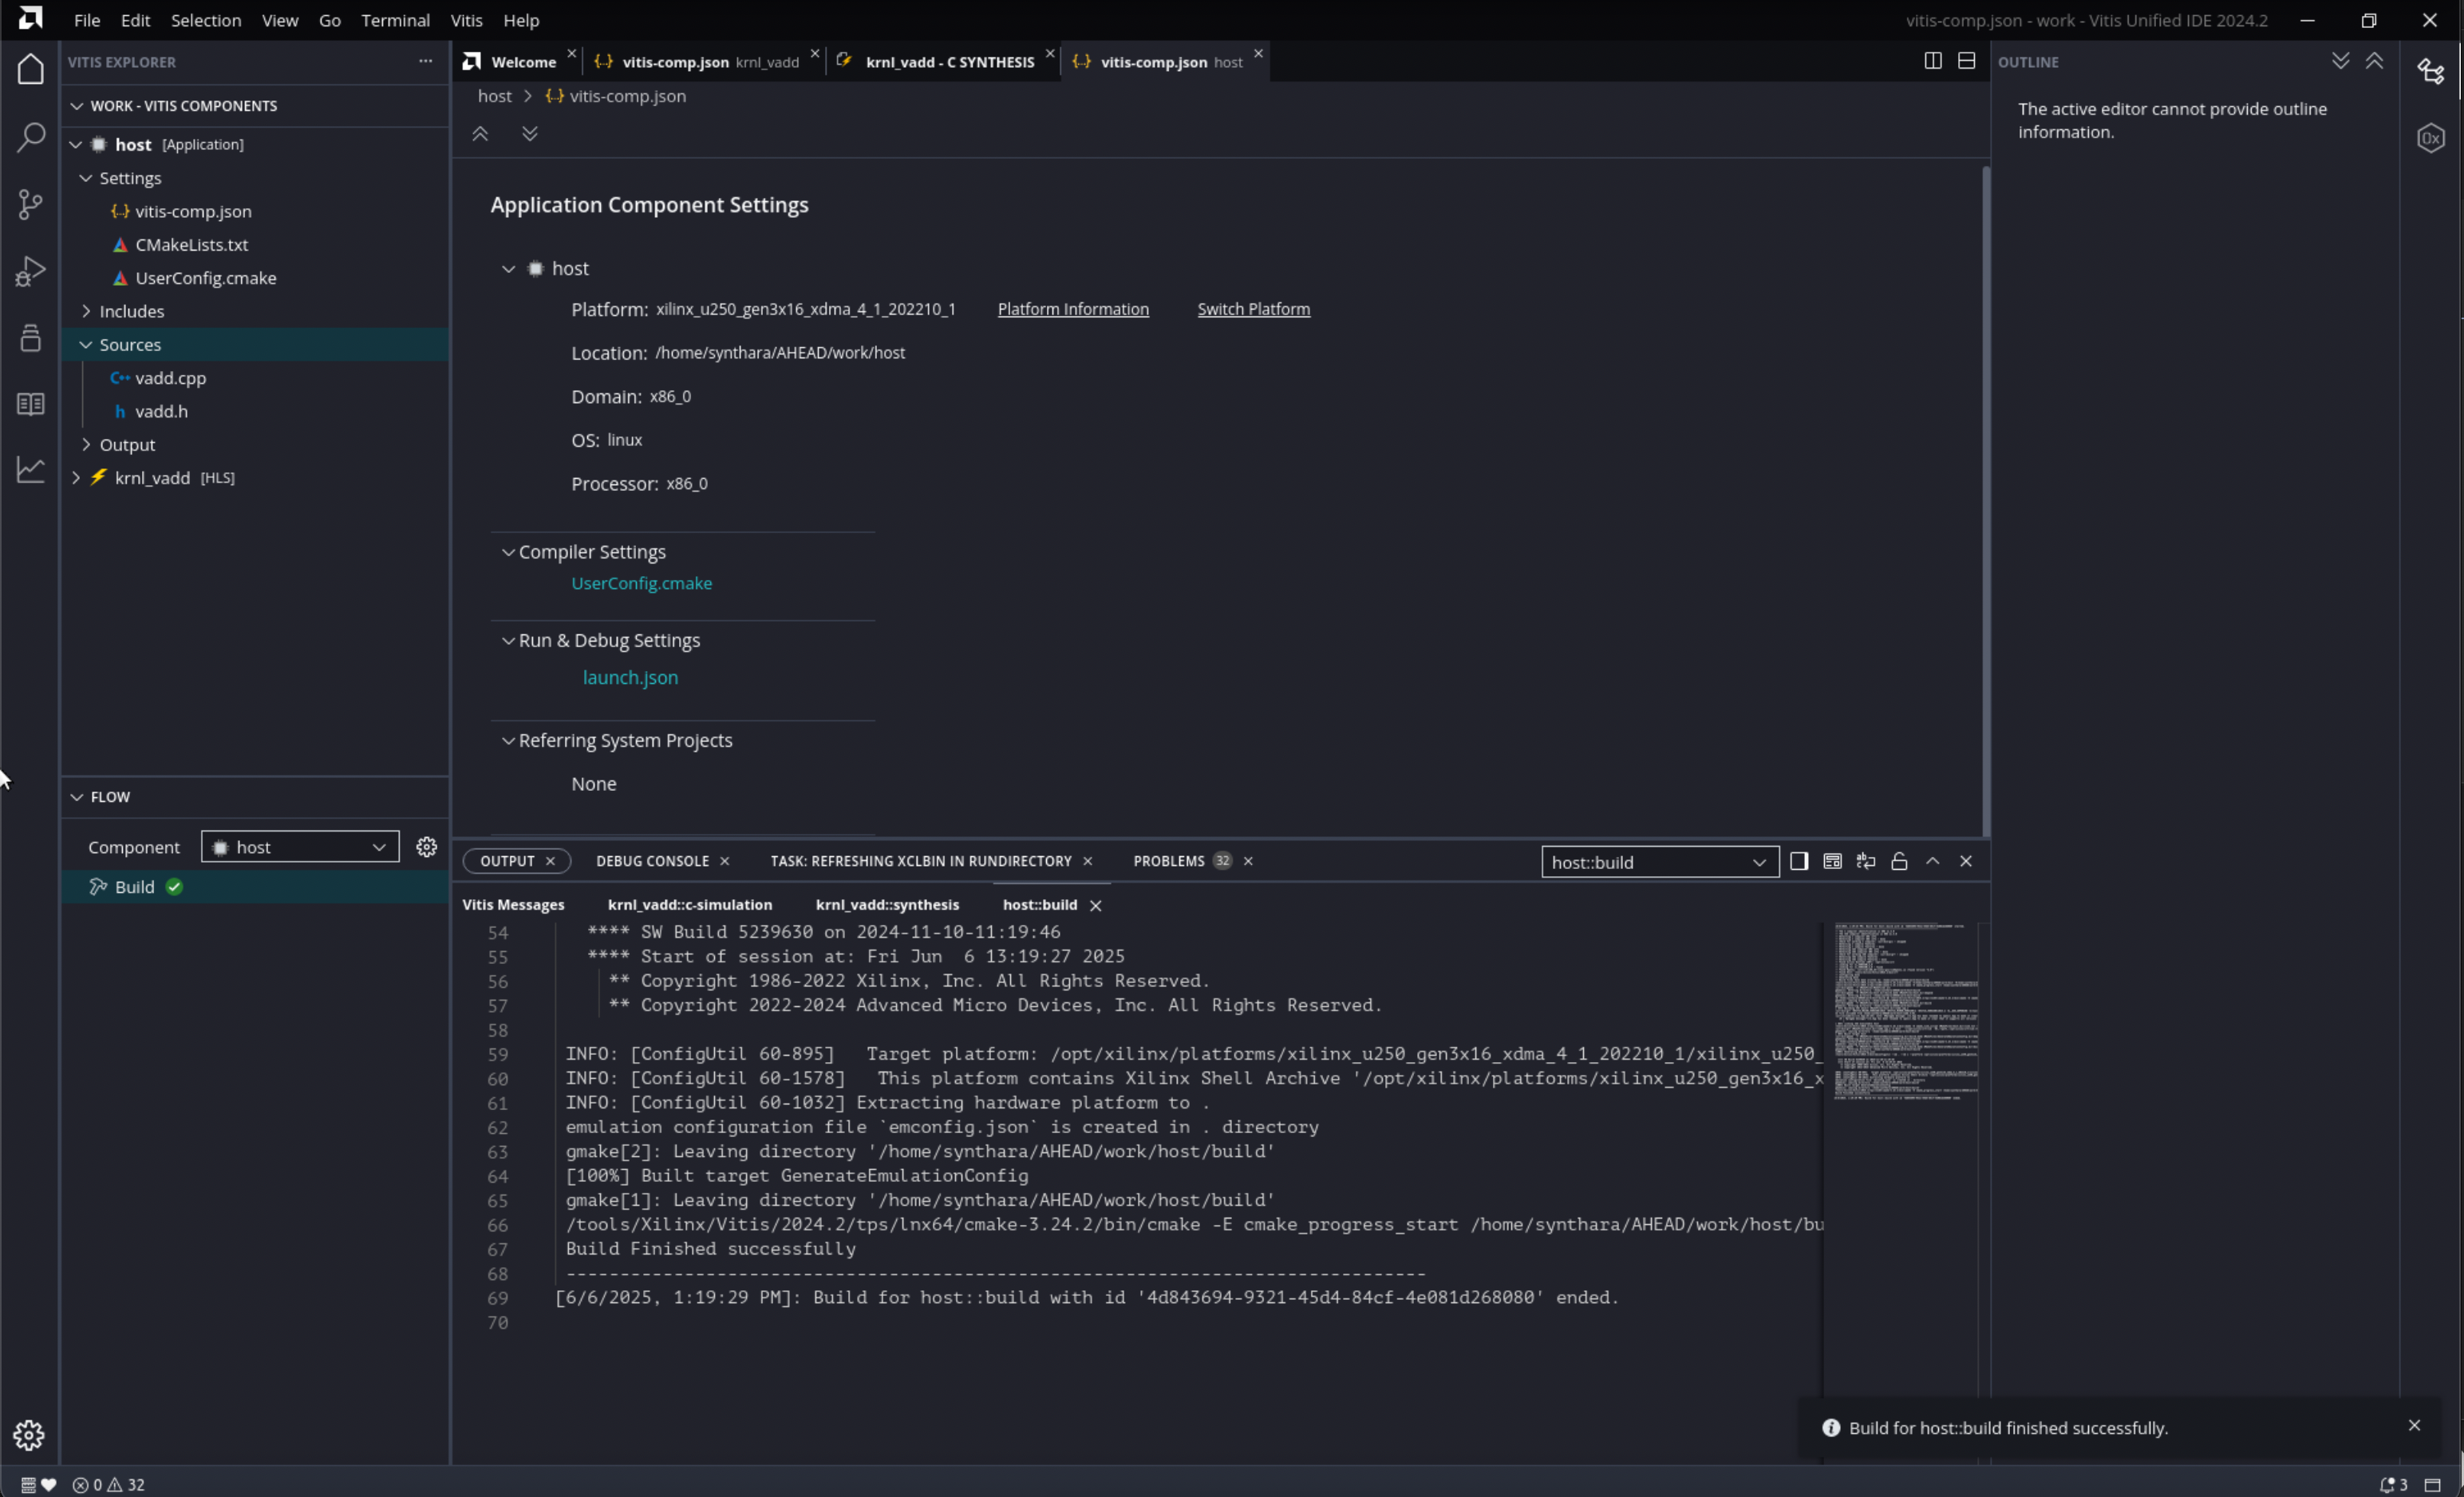 File Edit Selection View Go Terminal Vitis Help
vitis-comp.json - work - Vitis Unified IDE 2024.2
VITIS EXPLORER
WORK - VITIS COMPONENTS
host [Application]
Settings
{..} vitis-comp.json
CMakeLists.txt
UserConfig.cmake
Includes
Sources
C++ vadd.cpp
h vadd.h
Output
krnl_vadd [HLS]
FLOW
Component host
Build
Welcome {..} vitis-comp.json krnl_vadd krnl_vadd - C SYNTHESIS {..} vitis-comp.json host
host > {..} vitis-comp.json
Application Component Settings
host
Platform: xilinx_u250_gen3x16_xdma_4_1_202210_1 Platform Information Switch Platform
Location: /home/synthara/AHEAD/work/host
Domain: x86_0
OS: linux
Processor: x86_0
Compiler Settings
UserConfig.cmake
Run & Debug Settings
launch.json
Referring System Projects
None
OUTPUT DEBUG CONSOLE TASK: REFRESHING XCLBIN IN RUNDIRECTORY PROBLEMS 32 host::build
Vitis Messages krnl_vadd::c-simulation krnl_vadd::synthesis host::build
54 **** SW Build 5239630 on 2024-11-10-11:19:46
55 **** Start of session at: Fri Jun  6 13:19:27 2025
56 ** Copyright 1986-2022 Xilinx, Inc. All Rights Reserved.
57 ** Copyright 2022-2024 Advanced Micro Devices, Inc. All Rights Reserved.
58
59 INFO: [ConfigUtil 60-895]   Target platform: /opt/xilinx/platforms/xilinx_u250_gen3x16_xdma_4_1_202210_1/xilinx_u250_
60 INFO: [ConfigUtil 60-1578]   This platform contains Xilinx Shell Archive '/opt/xilinx/platforms/xilinx_u250_gen3x16_x
61 INFO: [ConfigUtil 60-1032] Extracting hardware platform to .
62 emulation configuration file `emconfig.json` is created in . directory
63 gmake[2]: Leaving directory '/home/synthara/AHEAD/work/host/build'
64 [100%] Built target GenerateEmulationConfig
65 gmake[1]: Leaving directory '/home/synthara/AHEAD/work/host/build'
66 /tools/Xilinx/Vitis/2024.2/tps/lnx64/cmake-3.24.2/bin/cmake -E cmake_progress_start /home/synthara/AHEAD/work/host/bu
67 Build Finished successfully
68 --------------------------------------------------------------------------------
69 [6/6/2025, 1:19:29 PM]: Build for host::build with id '4d843694-9321-45d4-84cf-4e081d268080' ended.
70
OUTLINE
The active editor cannot provide outline
information.
0x
Build for host::build finished successfully.
0 32
3